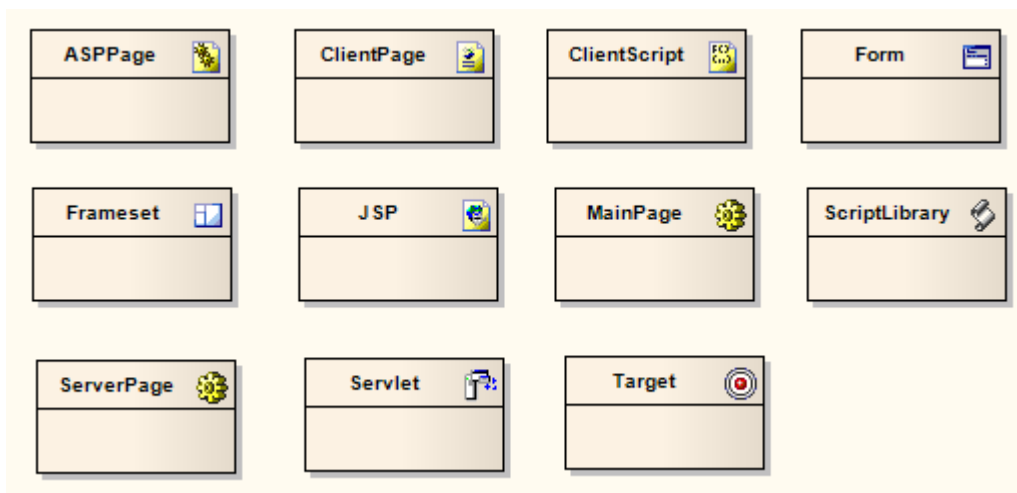 ASPPage
ClientPage
ClientScript
Form
Frameset
JSP
MainPage
ScriptLibrary
ServerPage
Servlet
Target